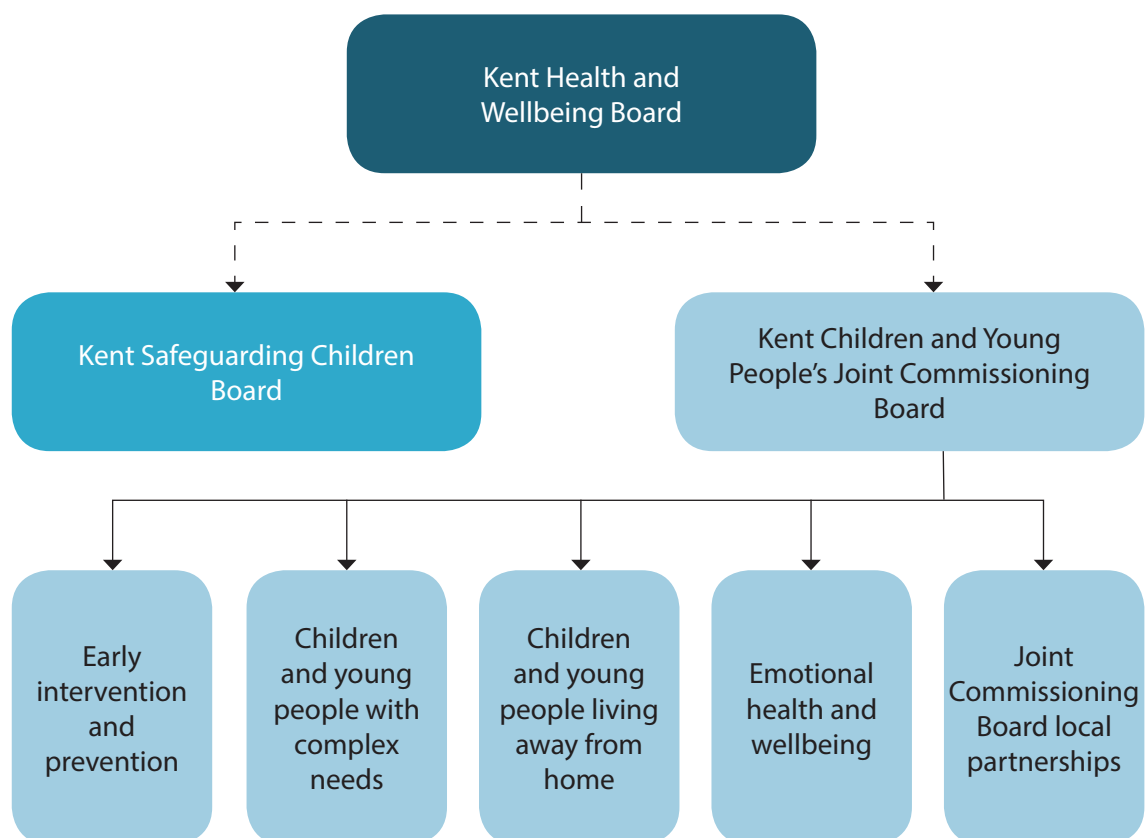 Kent Health and
Wellbeing Board
Kent Safeguarding Children
Board
Kent Children and Young
People’s Joint Commissioning
Board
Early
intervention
and
prevention
Children
and young
people with
complex
needs
Children
and young
people living
away from
home
Emotional
health and
wellbeing
Joint
Commissioning
Board local
partnerships